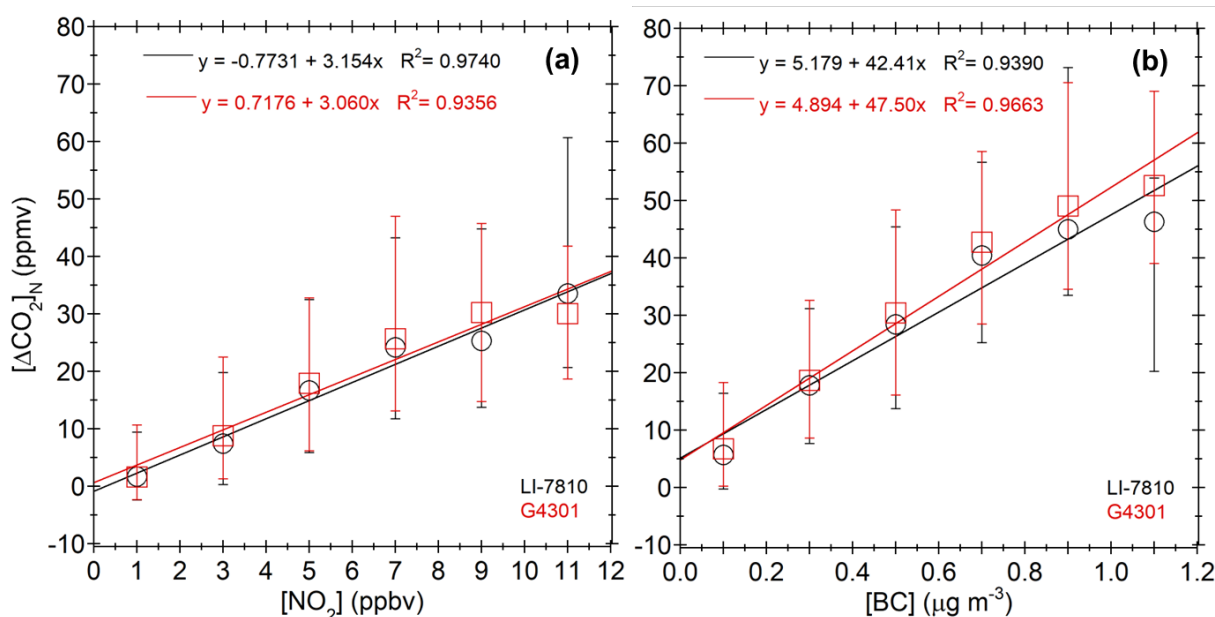 y = -0.7731 + 3.154x R²= 0.9740
(a)
y = 0.7176 + 3.060x R²= 0.9356
80
70
60
50
40
30
20
10
0
-10
[ΔCO₂]N (ppmv)
LI-7810
G4301
0 1 2 3 4 5 6 7 8 9 10 11 12
[NO₂] (ppbv)
y = 5.179 + 42.41x R²= 0.9390
(b)
y = 4.894 + 47.50x R²= 0.9663
80
70
60
50
40
30
20
10
0
-10
LI-7810
G4301
0.0 0.2 0.4 0.6 0.8 1.0 1.2
[BC] (μg m⁻³)